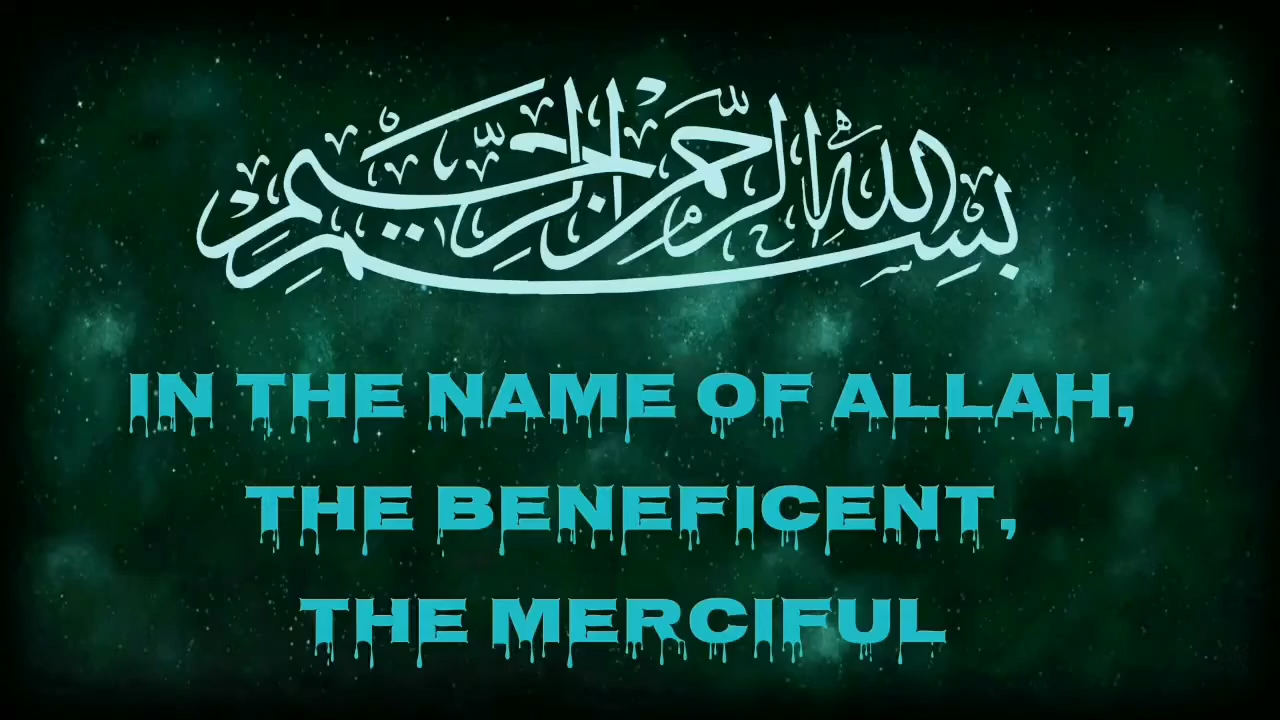 بسم الله الرحمن الرحيم
IN THE NAME OF ALLAH,
THE BENEFICENT,
THE MERCIFUL